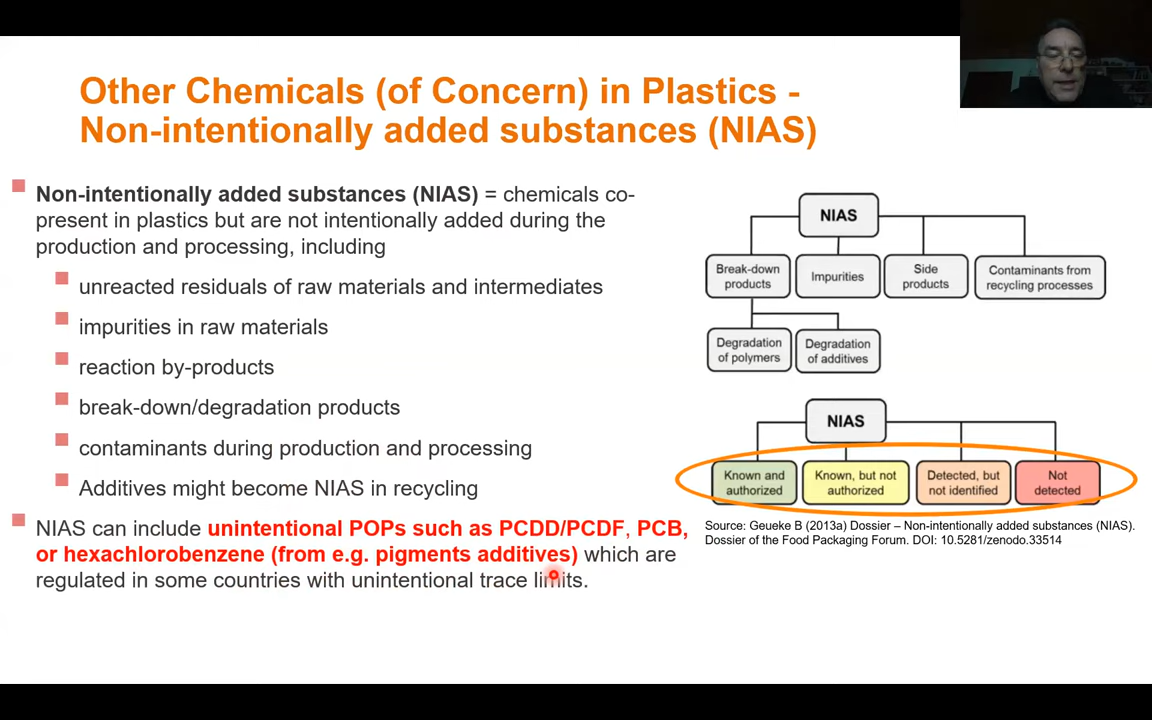 Other Chemicals (of Concern) in Plastics -
Non-intentionally added substances (NIAS)
Non-intentionally added substances (NIAS) = chemicals co-
present in plastics but are not intentionally added during the
production and processing, including
unreacted residuals of raw materials and intermediates
impurities in raw materials
reaction by-products
break-down/degradation products
contaminants during production and processing
Additives might become NIAS in recycling
NIAS can include unintentional POPs such as PCDD/PCDF, PCB,
or hexachlorobenzene (from e.g. pigments additives) which are
regulated in some countries with unintentional trace limits.
NIAS
Break-down
products
Impurities
Side
products
Contaminants from
recycling processes
Degradation
of polymers
Degradation
of additives
NIAS
Known and
authorized
Known, but not
authorized
Detected, but
not identified
Not
detected
Source: Geueke B (2013a) Dossier – Non-intentionally added substances (NIAS).
Dossier of the Food Packaging Forum. DOI: 10.5281/zenodo.33514